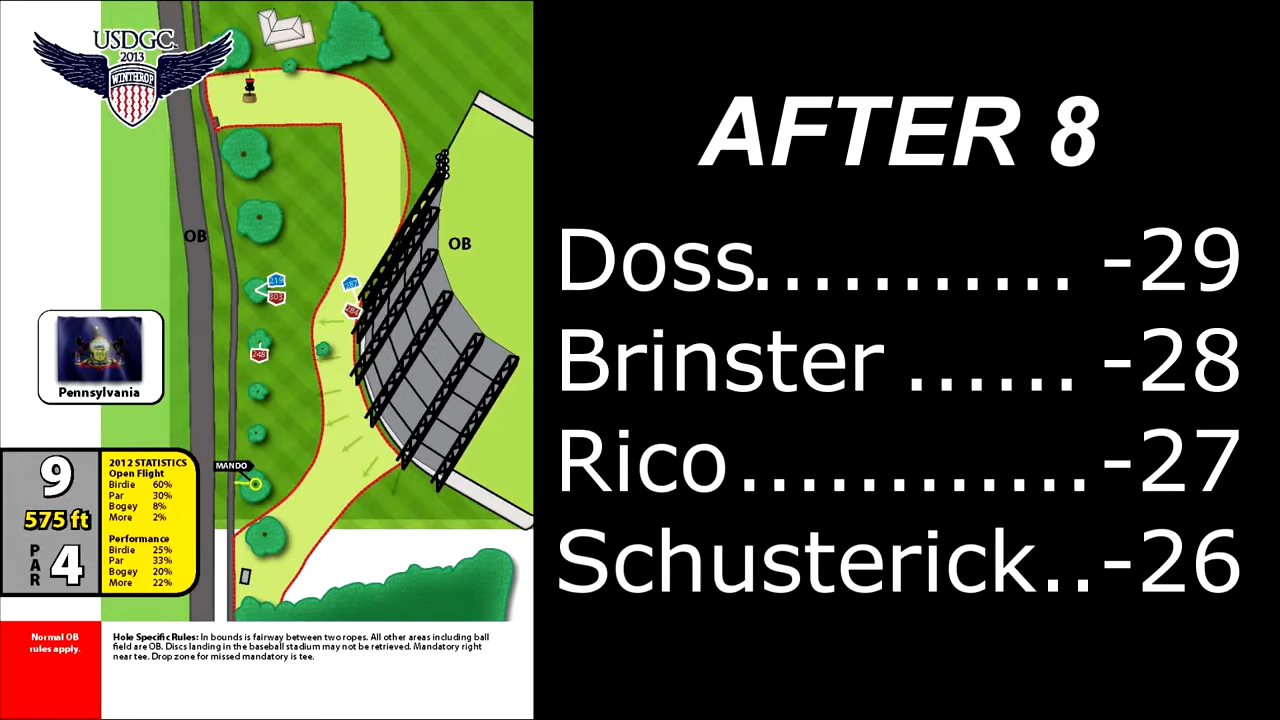 USDGC
2013
WINTHROP
OB
OB
Pennsylvania
248
MANDO
9
575 ft
PAR 4
2012 STATISTICS
Open Flight
Birdie 60%
Par 30%
Bogey 8%
More 2%
Performance
Birdie 25%
Par 33%
Bogey 20%
More 22%
Normal OB
rules apply.
Hole Specific Rules: In bounds is fairway between two ropes. All other areas including ball
field are OB. Discs landing in the baseball stadium may not be retrieved. Mandatory right
near tee. Drop zone for missed mandatory is tee.
AFTER 8
Doss........... -29
Brinster ...... -28
Rico............ -27
Schusterick..-26